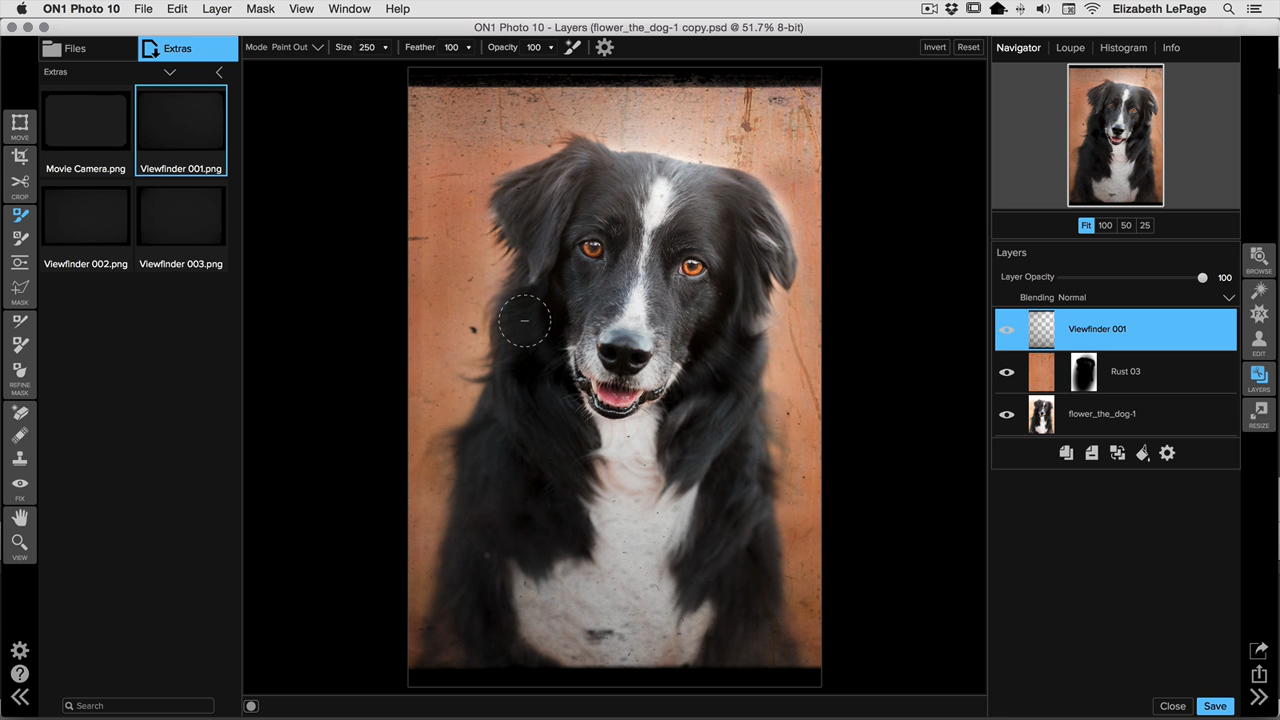 ON1 Photo 10 File Edit Layer Mask View Window Help Elizabeth LePage
ON1 Photo 10 - Layers (flower_the_dog-1 copy.psd @ 51.7% 8-bit)
Files Extras Mode Paint Out Size 250 Feather 100 Opacity 100 Invert Reset Navigator Loupe Histogram Info
Extras
Movie Camera.png Viewfinder 001.png
Viewfinder 002.png Viewfinder 003.png
MOVE
CROP
MASK
REFINE
MASK
FIX
VIEW
Search
Fit 100 50 25
Layers
Layer Opacity 100
Blending Normal
Viewfinder 001
Rust 03
flower_the_dog-1
BROWSE
FX
EDIT
LAYERS
RESIZE
Close Save